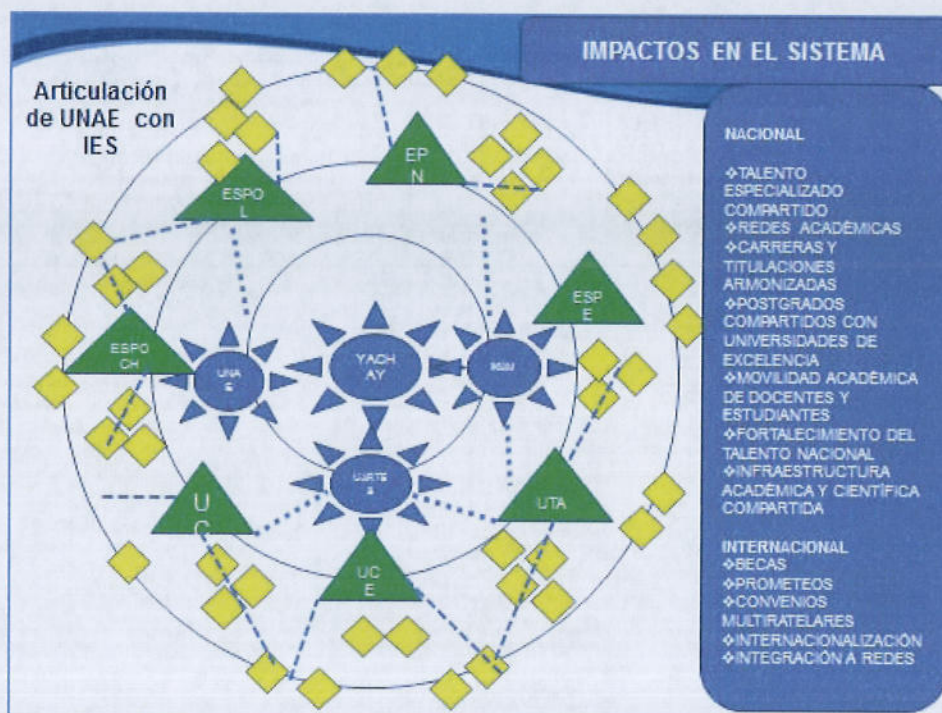 IMPACTOS EN EL SISTEMA
Articulación
de UNAE con
IES
EP
N
ESPO
L
ESP
E
ESPO
CH
UNA
E
YACH
AY
UARTE
S
U
C
UTA
UC
E
NACIONAL
❖TALENTO
ESPECIALIZADO
COMPARTIDO
❖REDES ACADÉMICAS
❖CARRERAS Y
TITULACIONES
ARMONIZADAS
❖POSTGRADOS
COMPARTIDOS CON
UNIVERSIDADES DE
EXCELENCIA
❖MOVILIDAD ACADÉMICA
DE DOCENTES Y
ESTUDIANTES
❖FORTALECIMIENTO DEL
TALENTO NACIONAL
❖INFRAESTRUCTURA
ACADÉMICA Y CIENTÍFICA
COMPARTIDA
INTERNACIONAL
❖BECAS
❖PROMETEOS
❖CONVENIOS
MULTIRATELARES
❖INTERNACIONALIZACIÓN
❖INTEGRACIÓN A REDES